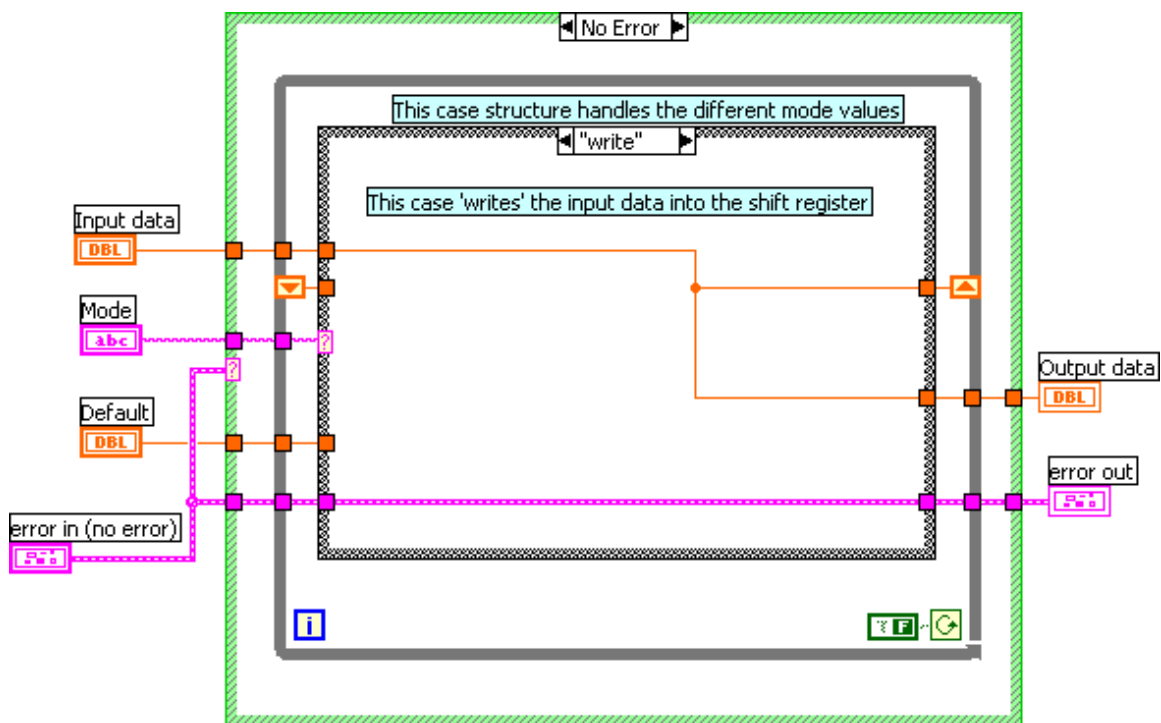 No Error
This case structure handles the different mode values
"write"
This case 'writes' the input data into the shift register
Input data
DBL
Mode
abc
?
?
Output data
DBL
Default
DBL
error out
error in (no error)
i
F